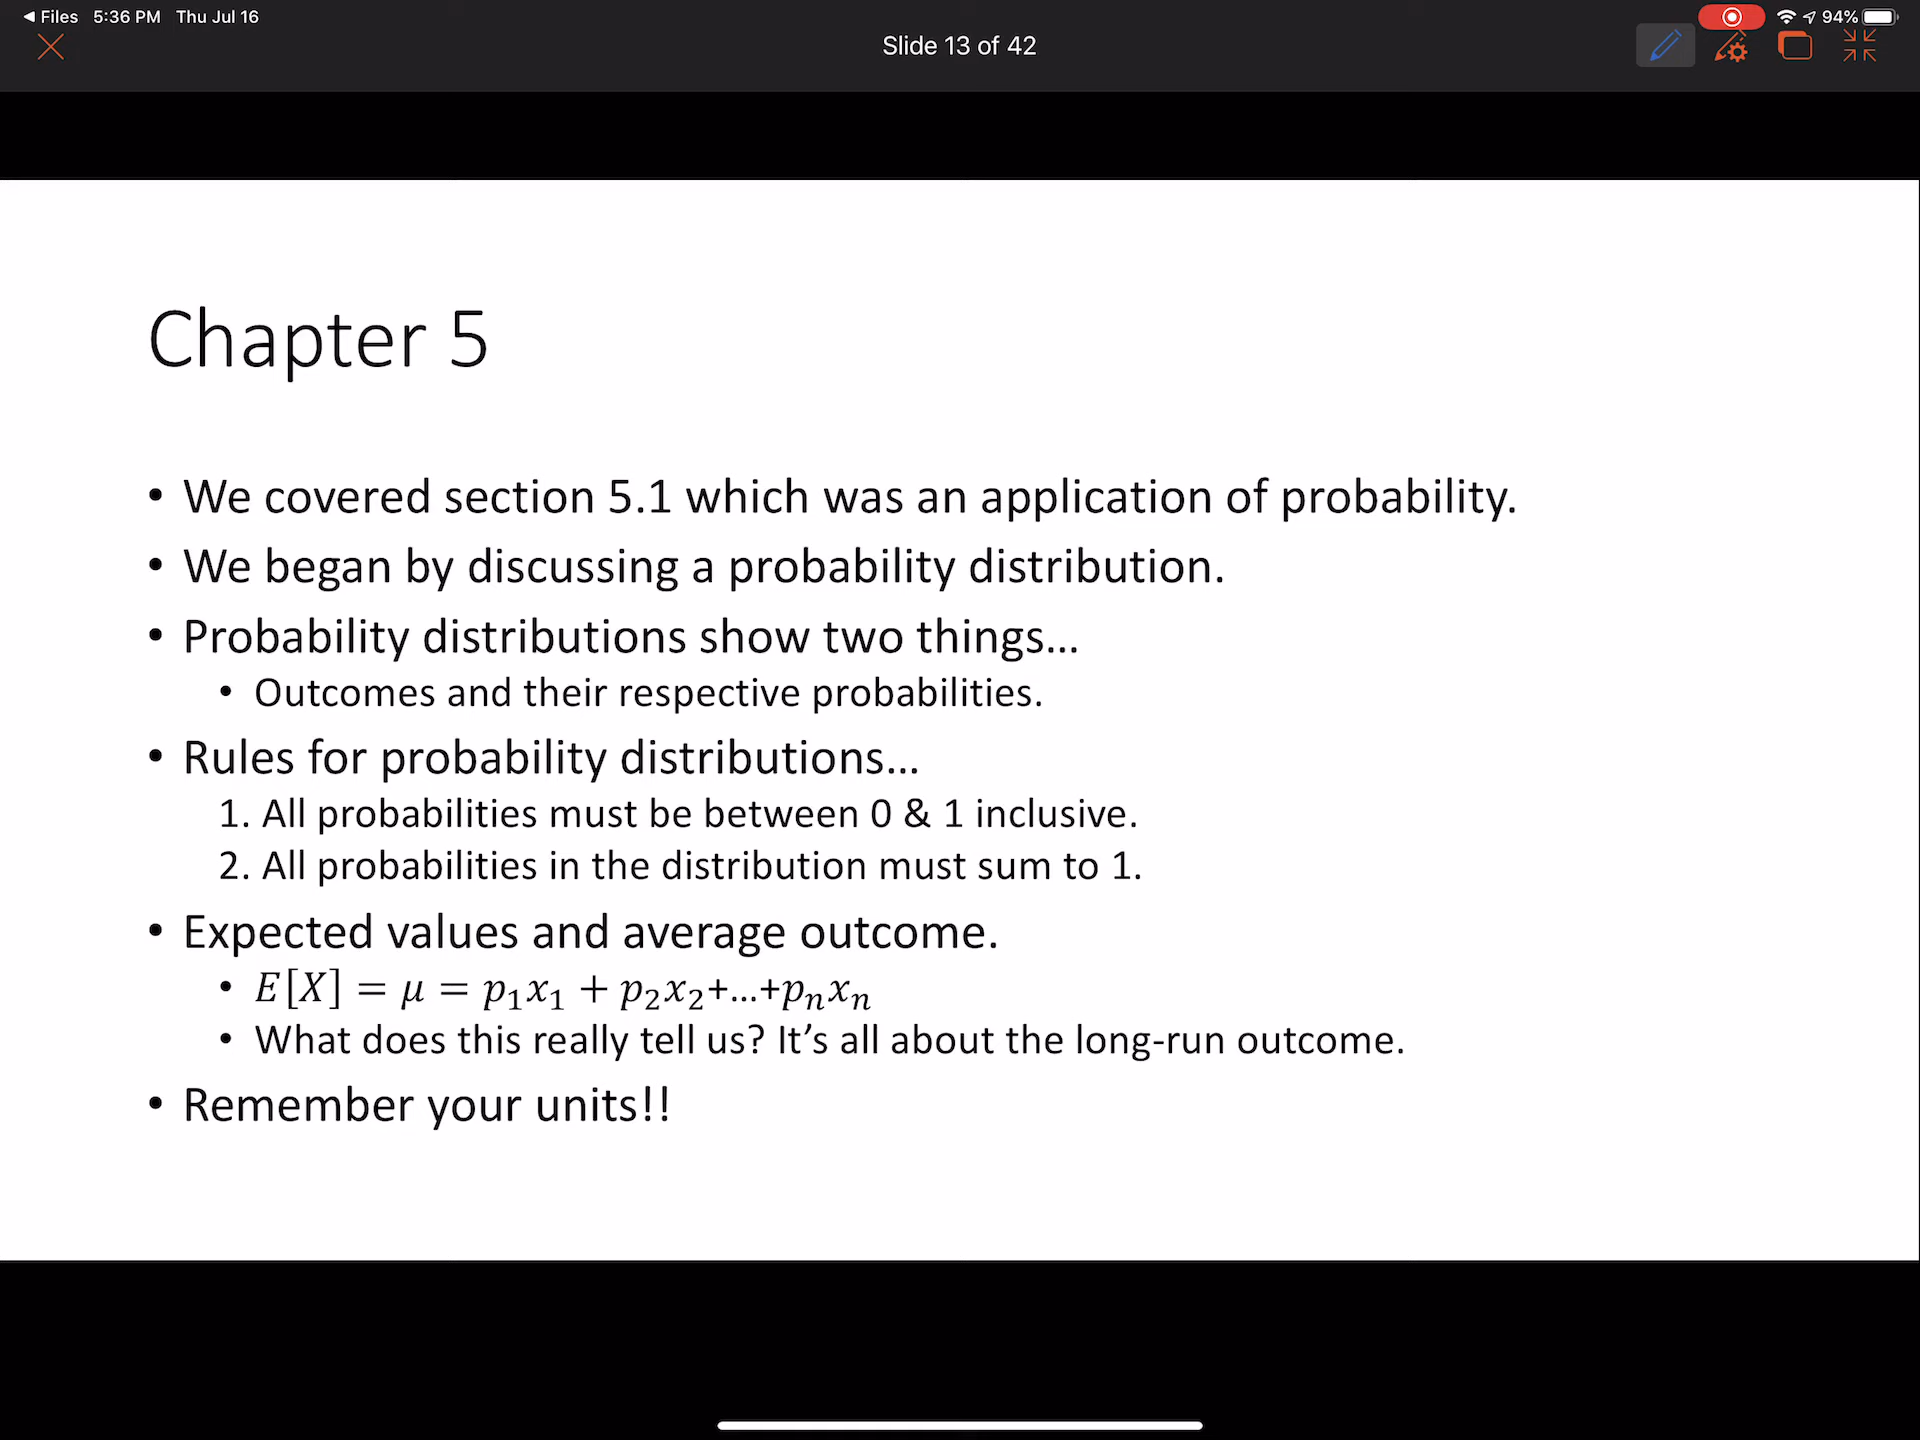 ◀ Files 5:36 PM Thu Jul 16
94%
Slide 13 of 42
Chapter 5
• We covered section 5.1 which was an application of probability.
• We began by discussing a probability distribution.
• Probability distributions show two things…
• Outcomes and their respective probabilities.
• Rules for probability distributions…
1. All probabilities must be between 0 & 1 inclusive.
2. All probabilities in the distribution must sum to 1.
• Expected values and average outcome.
• E[X] = μ = p₁x₁ + p₂x₂+…+pₙxₙ
• What does this really tell us? It’s all about the long-run outcome.
• Remember your units!!